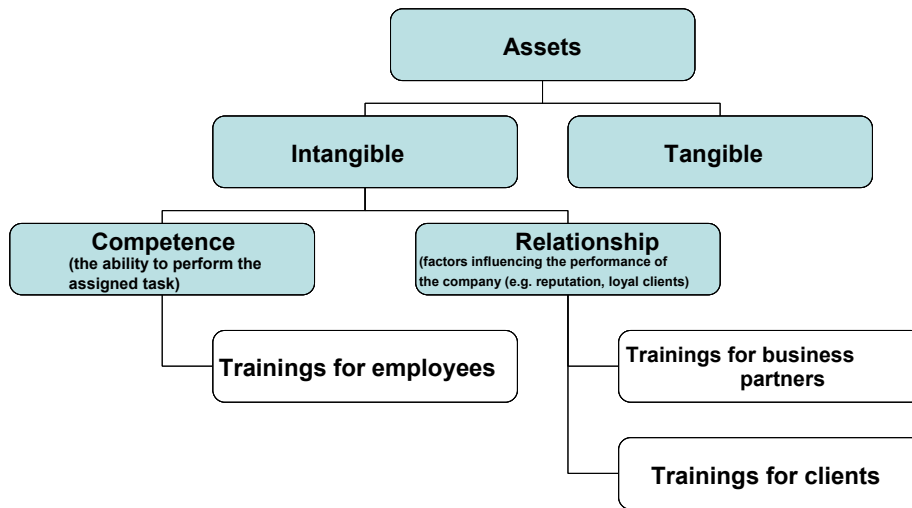 Assets
Intangible
Tangible
Competence
(the ability to perform the
assigned task)
Relationship
(factors influencing the performance of
the company (e.g. reputation, loyal clients)
Trainings for employees
Trainings for business
partners
Trainings for clients